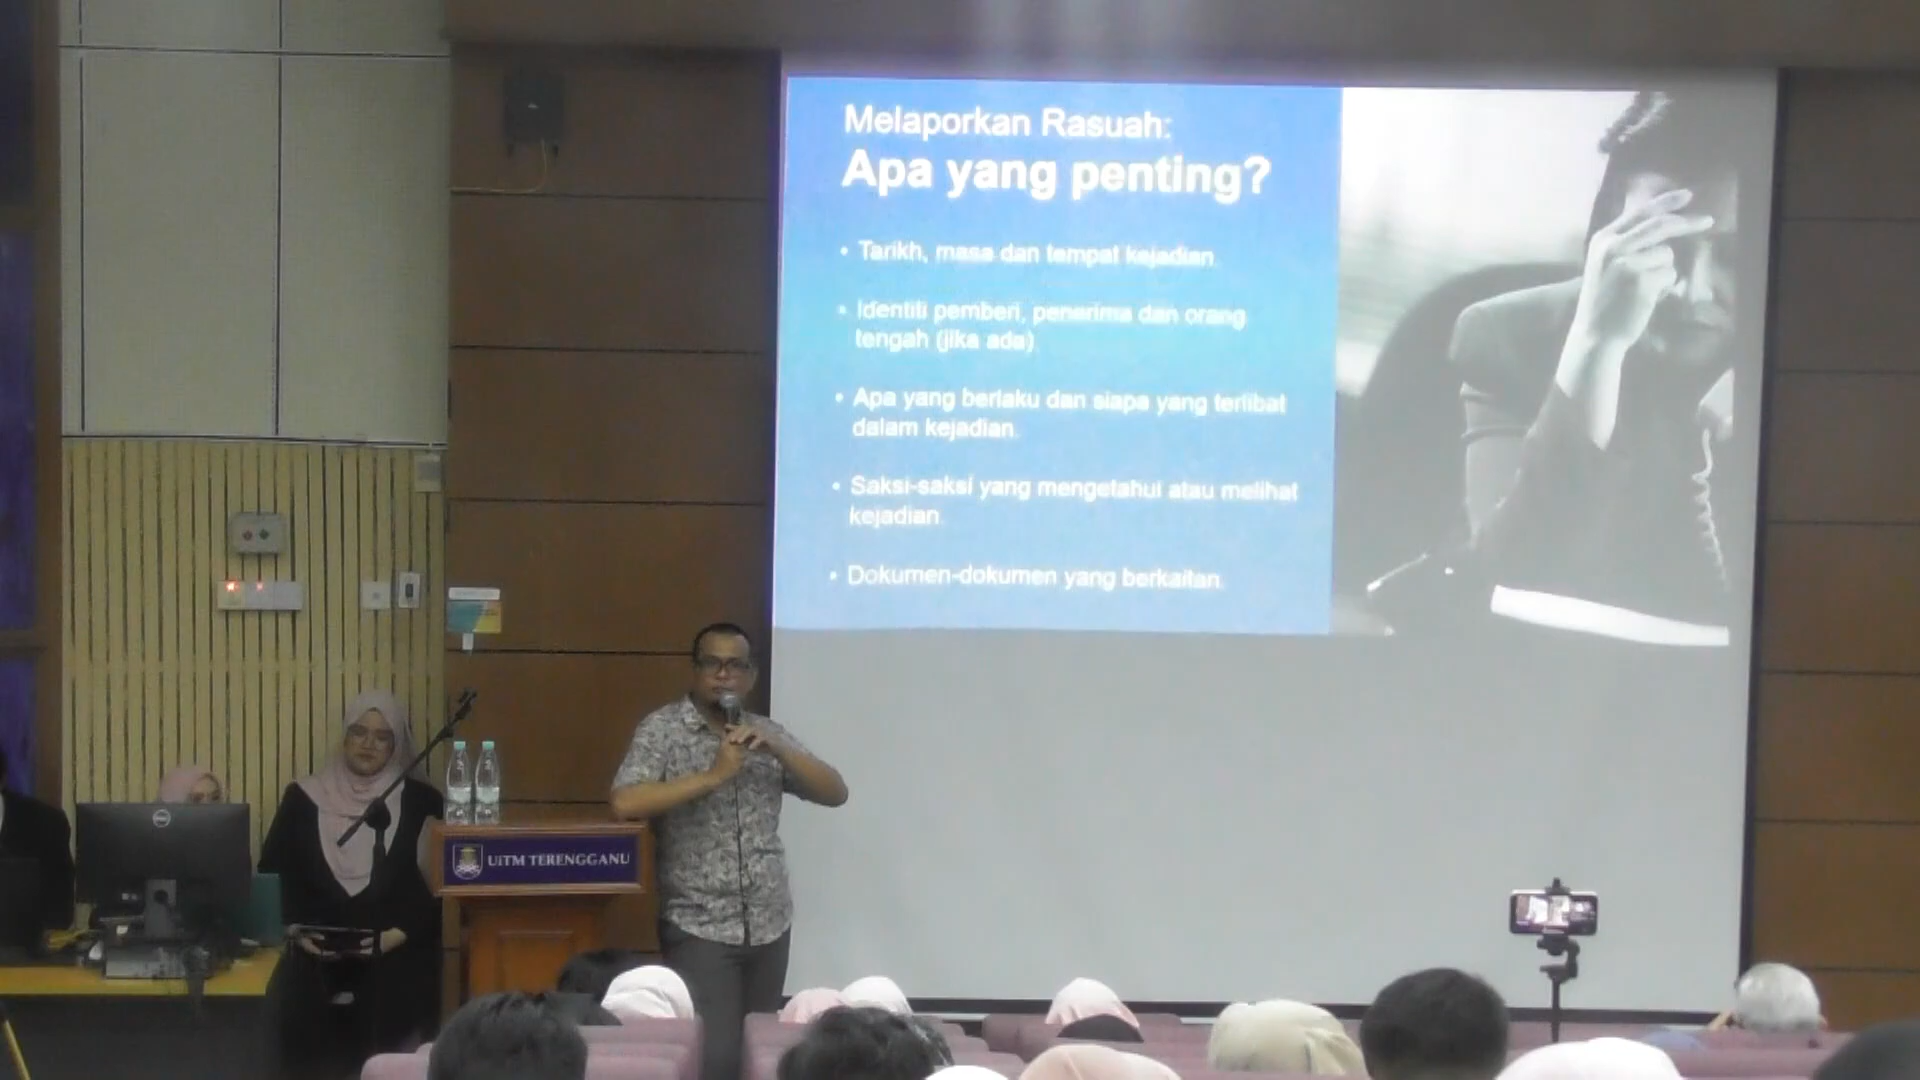 Melaporkan Rasuah:
Apa yang penting?
• Tarikh, masa dan tempat kejadian.
• Identiti pemberi, penerima dan orang
tengah (jika ada)
• Apa yang berlaku dan siapa yang terlibat
dalam kejadian.
• Saksi-saksi yang mengetahui atau melihat
kejadian.
• Dokumen-dokumen yang berkaitan.
UiTM TERENGGANU
DELL